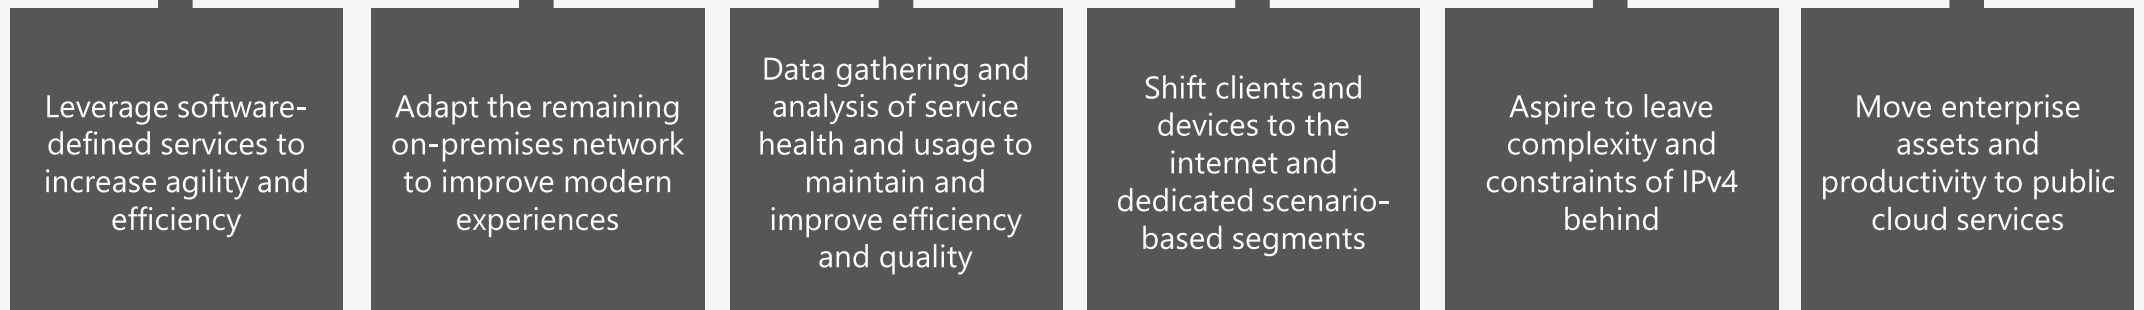 Leverage software-
defined services to
increase agility and
efficiency
Adapt the remaining
on-premises network
to improve modern
experiences
Data gathering and
analysis of service
health and usage to
maintain and
improve efficiency
and quality
Shift clients and
devices to the
internet and
dedicated scenario-
based segments
Aspire to leave
complexity and
constraints of IPv4
behind
Move enterprise
assets and
productivity to public
cloud services